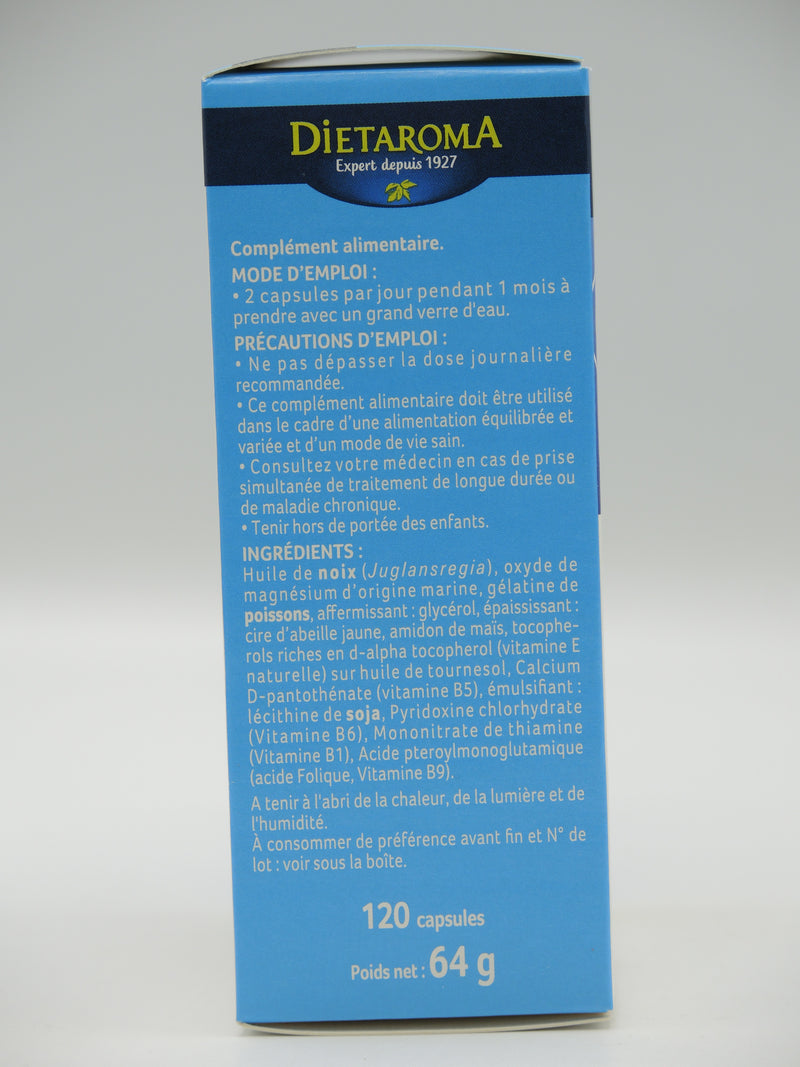 DiETAROMA
Expert depuis 1927
Complément alimentaire.
MODE D'EMPLOI :
• 2 capsules par jour pendant 1 mois à
prendre avec un grand verre d'eau.
PRÉCAUTIONS D'EMPLOI :
• Ne pas dépasser la dose journalière
recommandée.
• Ce complément alimentaire doit être utilisé
dans le cadre d'une alimentation équilibrée et
variée et d'un mode de vie sain.
• Consultez votre médecin en cas de prise
simultanée de traitement de longue durée ou
de maladie chronique.
• Tenir hors de portée des enfants.
INGRÉDIENTS :
Huile de noix (Juglansregia), oxyde de
magnésium d'origine marine, gélatine de
poissons, affermissant : glycérol, épaississant :
cire d'abeille jaune, amidon de maïs, tocophe-
rols riches en d-alpha tocopherol (vitamine E
naturelle) sur huile de tournesol, Calcium
D-pantothénate (vitamine B5), émulsifiant :
lécithine de soja, Pyridoxine chlorhydrate
(Vitamine B6), Mononitrate de thiamine
(Vitamine B1), Acide pteroylmonoglutamique
(acide Folique, Vitamine B9).
A tenir à l'abri de la chaleur, de la lumière et de
l'humidité.
À consommer de préférence avant fin et N° de
lot : voir sous la boîte.
120 capsules
Poids net : 64 g